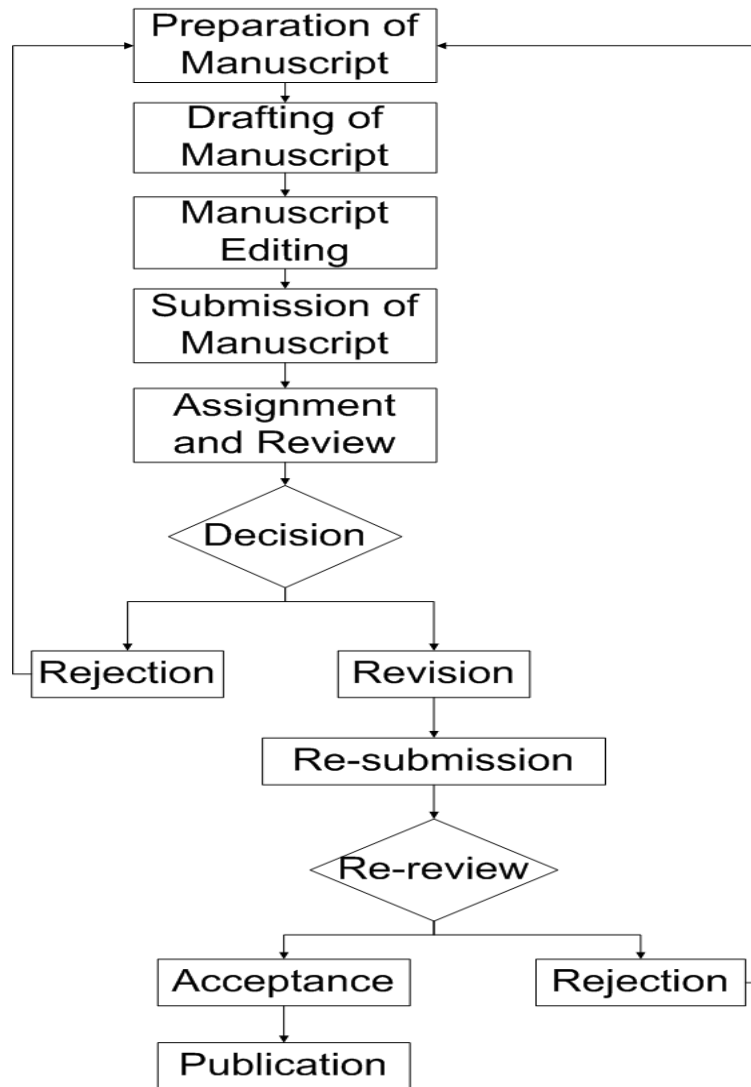 Preparation of
Manuscript
Drafting of
Manuscript
Manuscript
Editing
Submission of
Manuscript
Assignment
and Review
Decision
Rejection
Revision
Re-submission
Re-review
Acceptance
Rejection
Publication